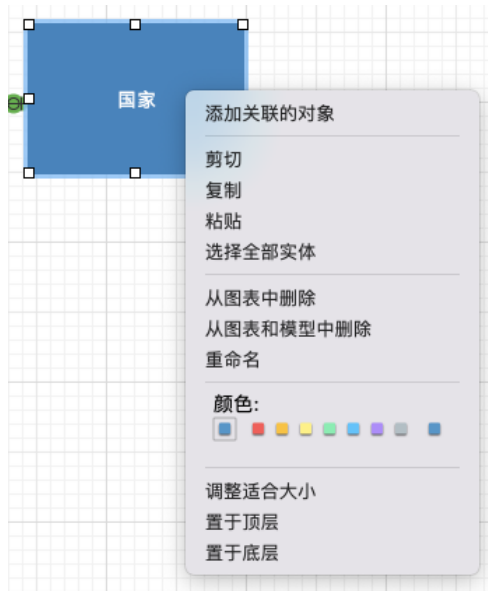 国家
添加关联的对象
剪切
复制
粘贴
选择全部实体
从图表中删除
从图表和模型中删除
重命名
颜色:
调整适合大小
置于顶层
置于底层